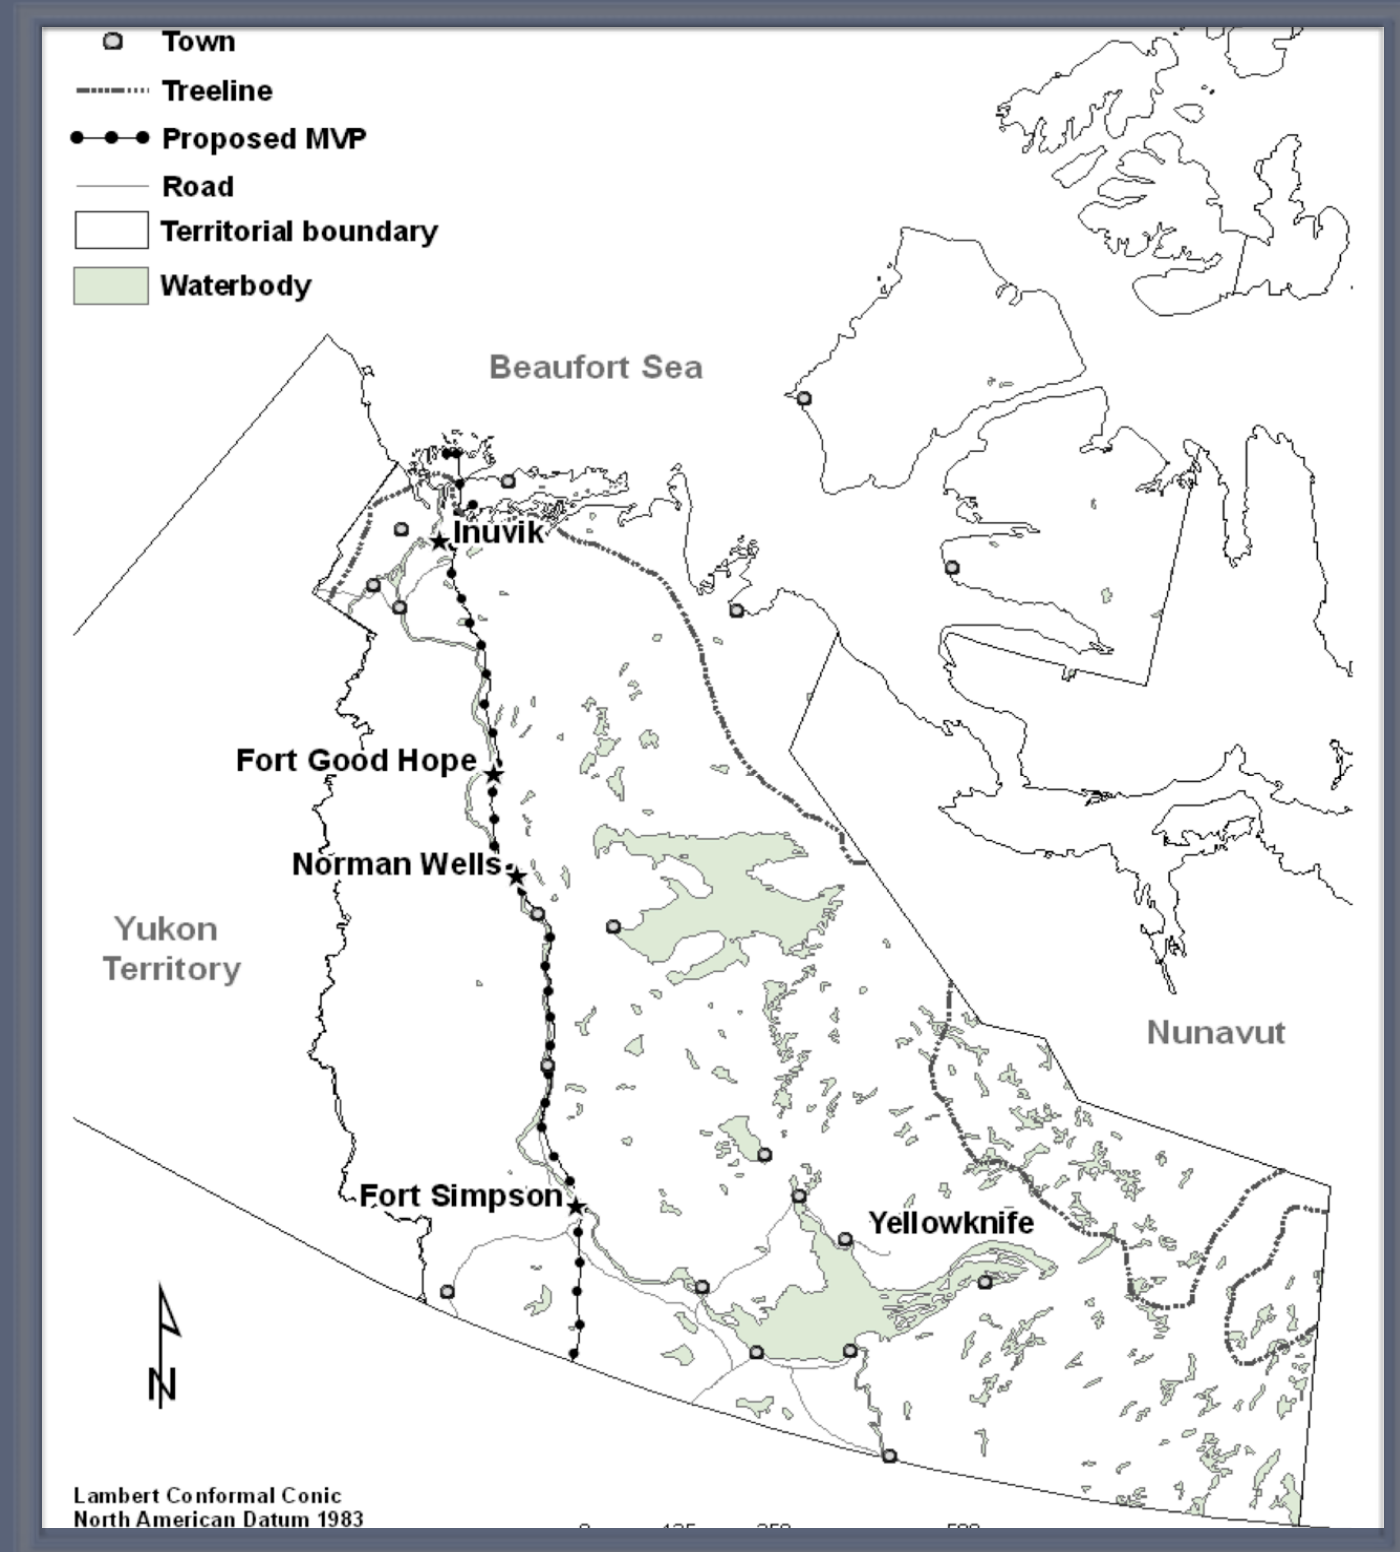 Town
Treeline
Proposed MVP
Road
Territorial boundary
Waterbody
Beaufort Sea
Inuvik
Fort Good Hope
Norman Wells
Yukon
Territory
Nunavut
Fort Simpson
Yellowknife
N
Lambert Conformal Conic
North American Datum 1983